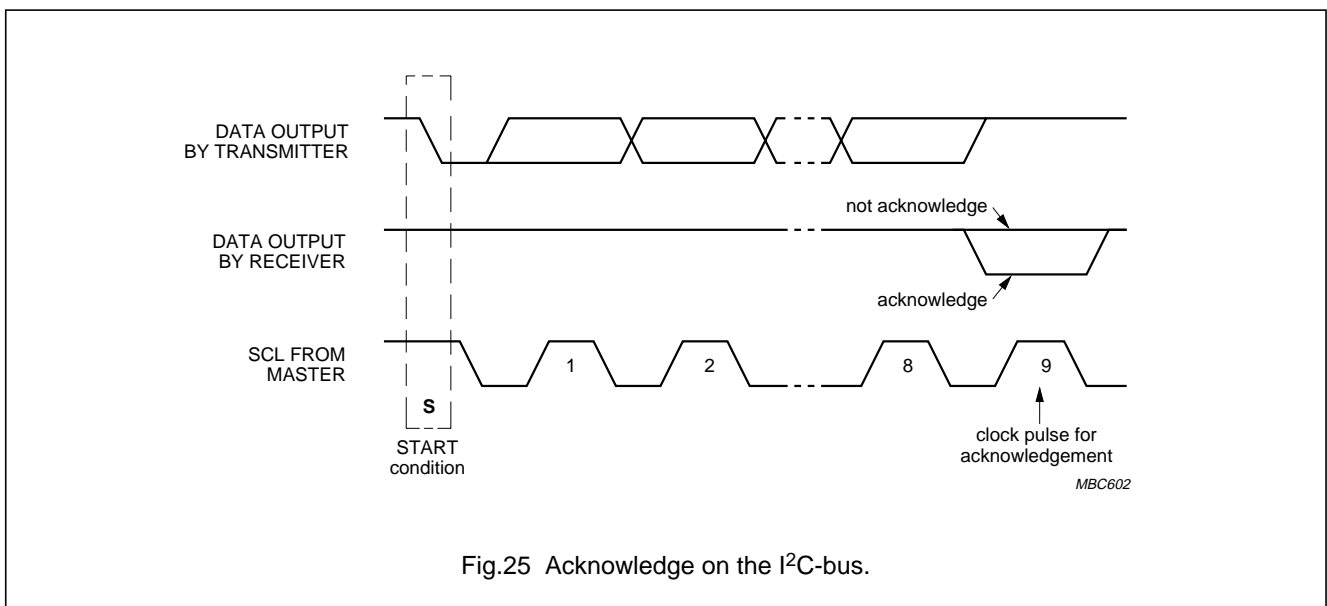 DATA OUTPUT
BY TRANSMITTER
not acknowledge
DATA OUTPUT
BY RECEIVER
acknowledge
SCL FROM
MASTER
1
2
8
9
S
START
condition
clock pulse for
acknowledgement
MBC602
Fig.25 Acknowledge on the I²C-bus.